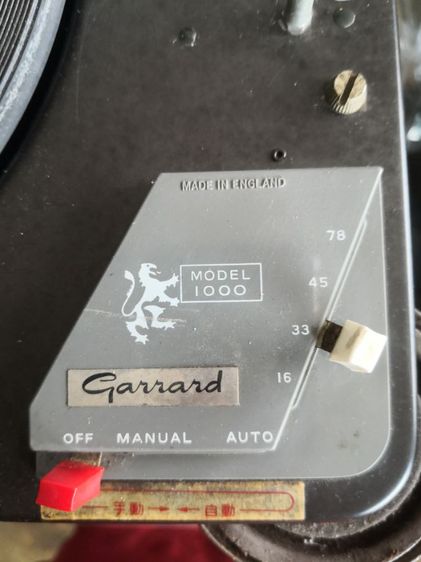 MADE IN ENGLAND
78
MODEL
1000
45
33
16
Garrard
OFF MANUAL AUTO
手動 自動